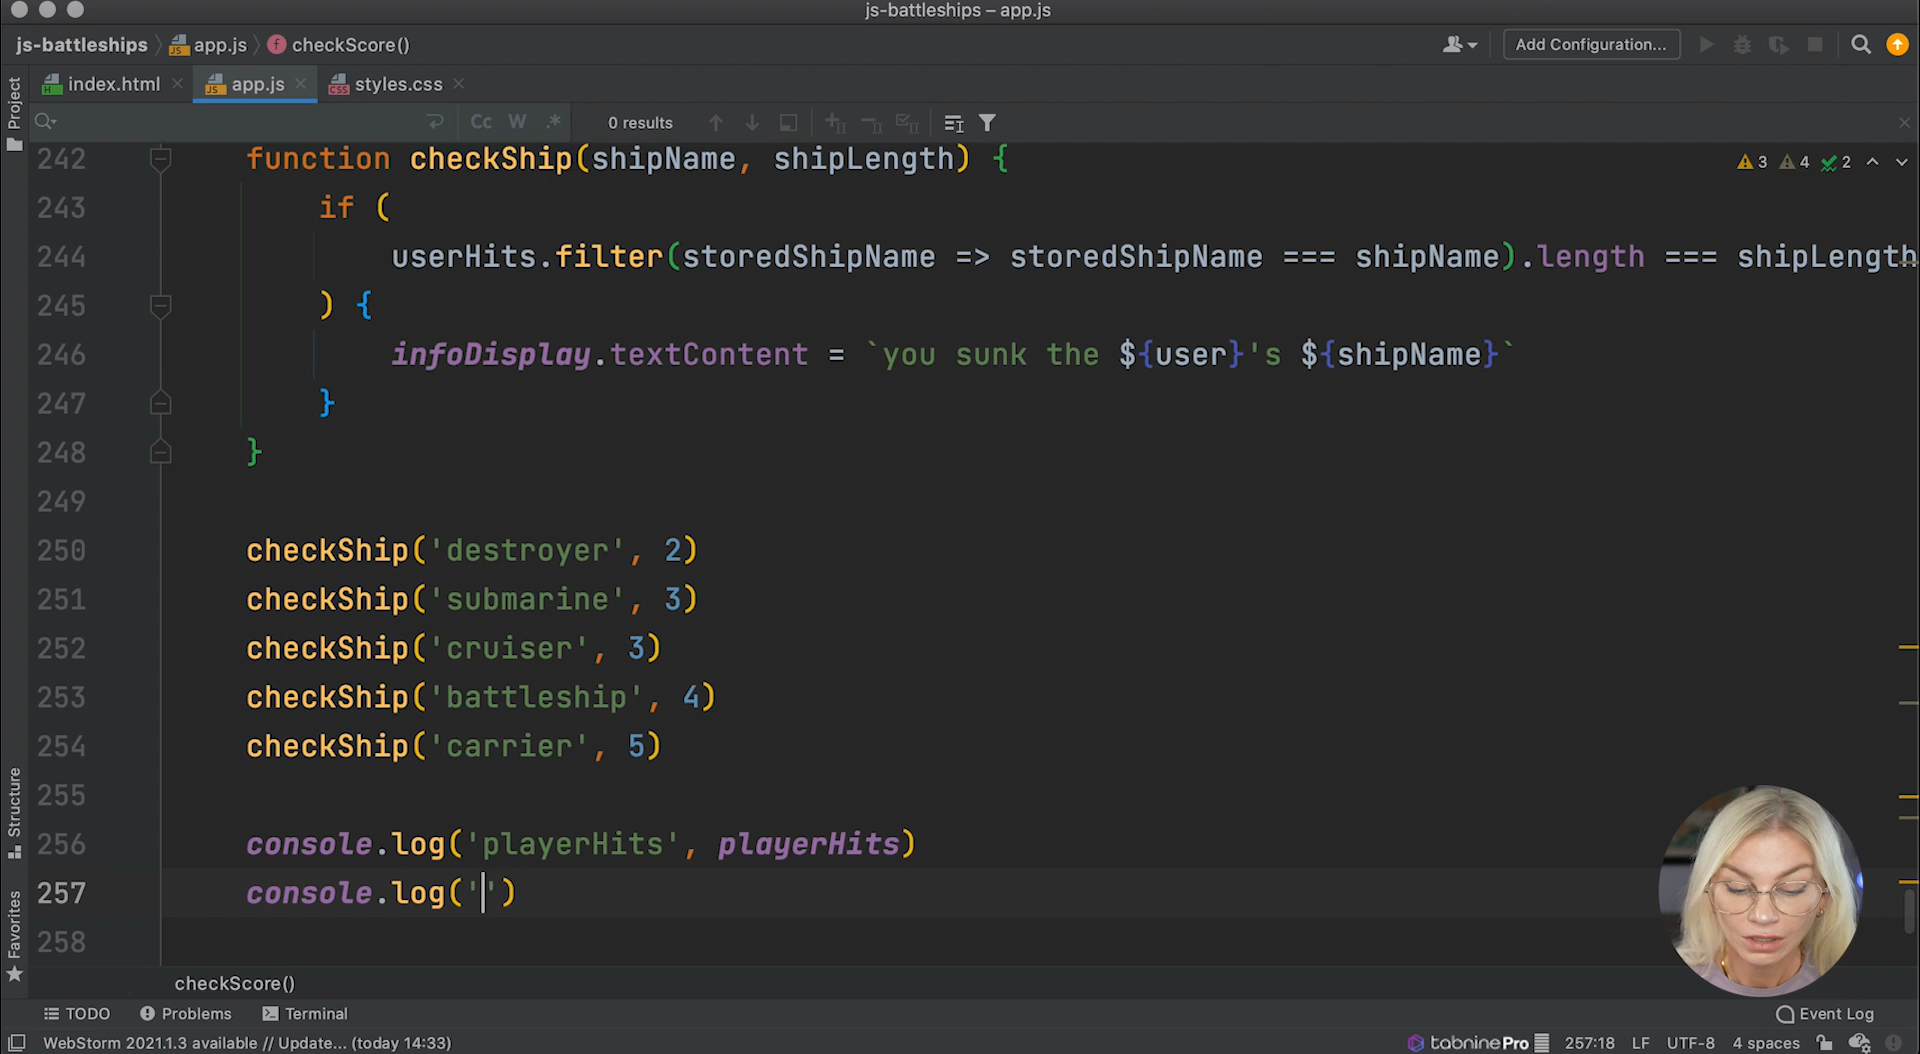 js-battleships – app.js
js-battleships app.js checkScore()
Add Configuration...
index.html app.js styles.css
Project
Cc W .* 0 results
242 function checkShip(shipName, shipLength) {
3 4 2
243 if (
244 userHits.filter(storedShipName => storedShipName === shipName).length === shipLength
245 ) {
246 infoDisplay.textContent = `you sunk the ${user}'s ${shipName}`
247 }
248 }
249
250 checkShip('destroyer', 2)
251 checkShip('submarine', 3)
252 checkShip('cruiser', 3)
253 checkShip('battleship', 4)
254 checkShip('carrier', 5)
255
256 console.log('playerHits', playerHits)
257 console.log('')
258
Structure
Favorites
checkScore()
TODO Problems Terminal Event Log
WebStorm 2021.1.3 available // Update... (today 14:33) tabnine Pro 257:18 LF UTF-8 4 spaces